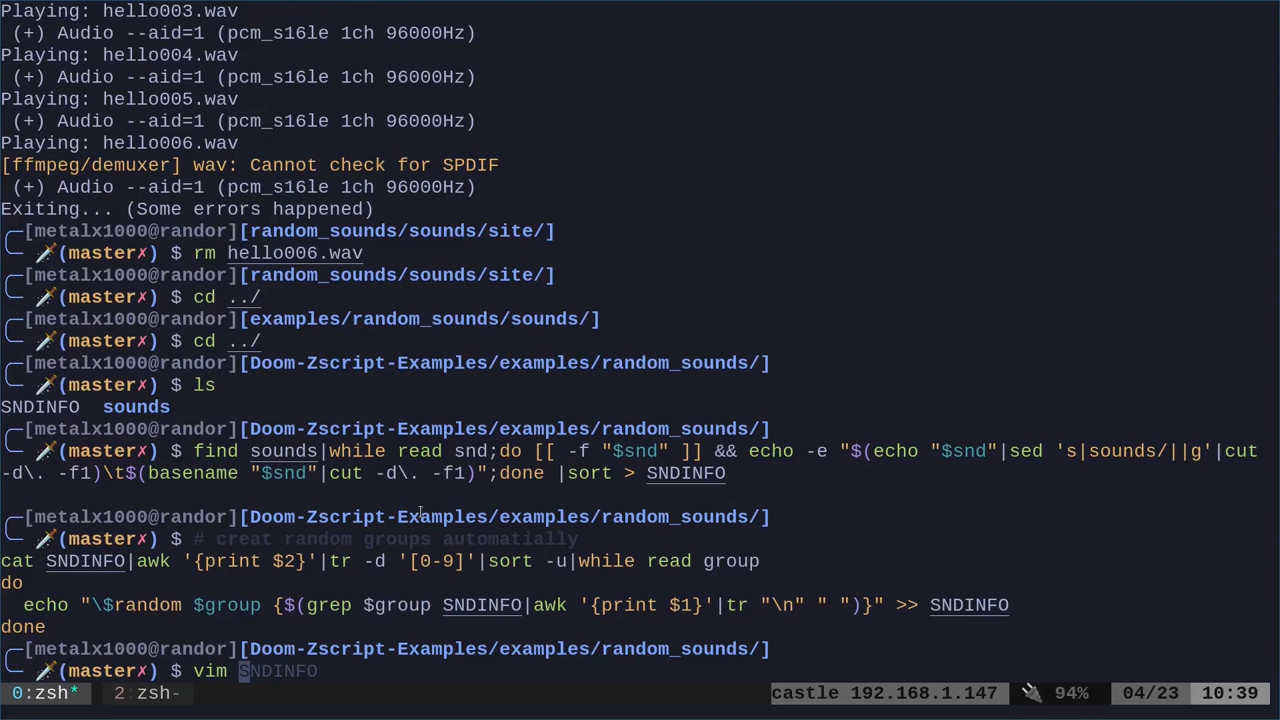 Playing: hello003.wav
 (+) Audio --aid=1 (pcm_s16le 1ch 96000Hz)
Playing: hello004.wav
 (+) Audio --aid=1 (pcm_s16le 1ch 96000Hz)
Playing: hello005.wav
 (+) Audio --aid=1 (pcm_s16le 1ch 96000Hz)
Playing: hello006.wav
[ffmpeg/demuxer] wav: Cannot check for SPDIF
 (+) Audio --aid=1 (pcm_s16le 1ch 96000Hz)
Exiting... (Some errors happened)
╭─[metalx1000@randor][random_sounds/sounds/site/]
╰─ 🗡️(master✗) $ rm hello006.wav
╭─[metalx1000@randor][random_sounds/sounds/site/]
╰─ 🗡️(master✗) $ cd ../
╭─[metalx1000@randor][examples/random_sounds/sounds/]
╰─ 🗡️(master✗) $ cd ../
╭─[metalx1000@randor][Doom-Zscript-Examples/examples/random_sounds/]
╰─ 🗡️(master✗) $ ls
SNDINFO  sounds
╭─[metalx1000@randor][Doom-Zscript-Examples/examples/random_sounds/]
╰─ 🗡️(master✗) $ find sounds|while read snd;do [[ -f "$snd" ]] && echo -e "$(echo "$snd"|sed 's|sounds/||g'|cut
-d\. -f1)\t$(basename "$snd"|cut -d\. -f1)";done |sort > SNDINFO
╭─[metalx1000@randor][Doom-Zscript-Examples/examples/random_sounds/]
╰─ 🗡️(master✗) $ # creat random groups automatially
cat SNDINFO|awk '{print $2}'|tr -d '[0-9]'|sort -u|while read group
do
  echo "\$random $group {$(grep $group SNDINFO|awk '{print $1}'|tr "\n" " ")}" >> SNDINFO
done
╭─[metalx1000@randor][Doom-Zscript-Examples/examples/random_sounds/]
╰─ 🗡️(master✗) $ vim SNDINFO
0:zsh*  2:zsh-  castle 192.168.1.147  🔌 94%  04/23  10:39